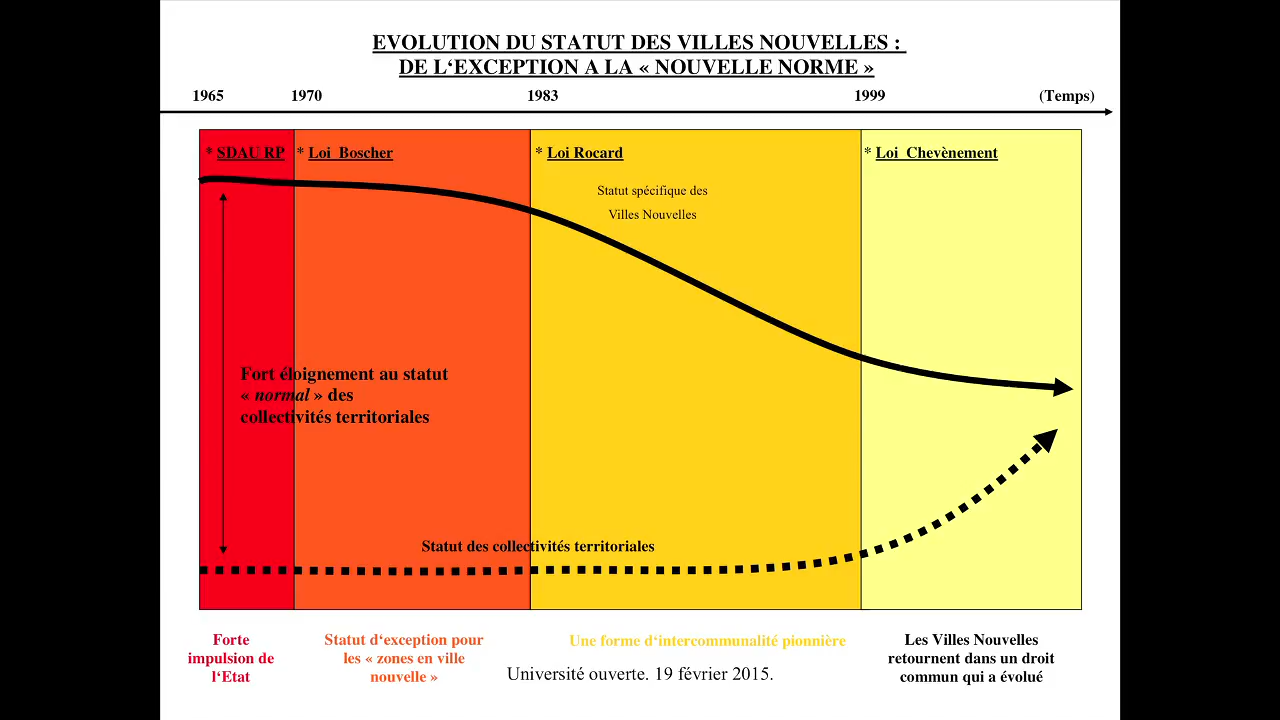 EVOLUTION DU STATUT DES VILLES NOUVELLES :
DE L‘EXCEPTION A LA « NOUVELLE NORME »
1965 1970 1983 1999 (Temps)
* SDAU RP * Loi Boscher * Loi Rocard * Loi Chevènement
Statut spécifique des
Villes Nouvelles
Fort éloignement au statut
« normal » des
collectivités territoriales
Statut des collectivités territoriales
Forte
impulsion de
l‘Etat
Statut d‘exception pour
les « zones en ville
nouvelle »
Une forme d‘intercommunalité pionnière
Les Villes Nouvelles
retournent dans un droit
commun qui a évolué
Université ouverte. 19 février 2015.